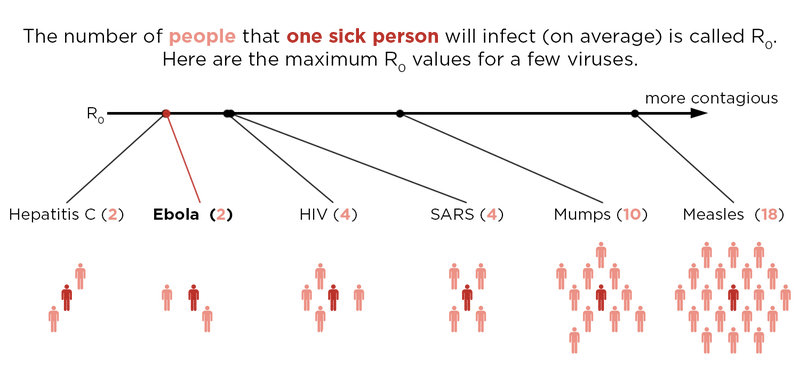 The number of people that one sick person will infect (on average) is called R₀.
Here are the maximum R₀ values for a few viruses.
more contagious
R₀
Hepatitis C (2) Ebola (2) HIV (4) SARS (4) Mumps (10) Measles (18)